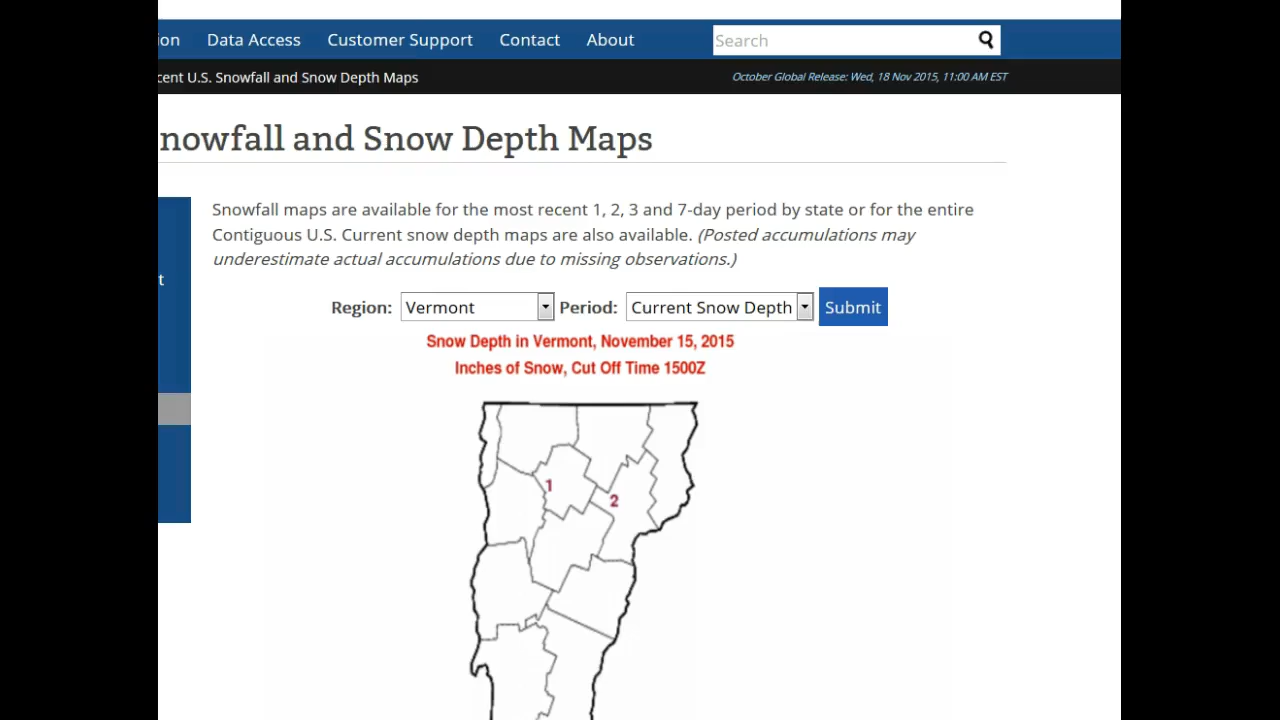 ion Data Access Customer Support Contact About Search
cent U.S. Snowfall and Snow Depth Maps October Global Release: Wed, 18 Nov 2015, 11:00 AM EST
nowfall and Snow Depth Maps
Snowfall maps are available for the most recent 1, 2, 3 and 7-day period by state or for the entire
Contiguous U.S. Current snow depth maps are also available. (Posted accumulations may
underestimate actual accumulations due to missing observations.)
t
Region: Vermont Period: Current Snow Depth Submit
Snow Depth in Vermont, November 15, 2015
Inches of Snow, Cut Off Time 1500Z
1
2